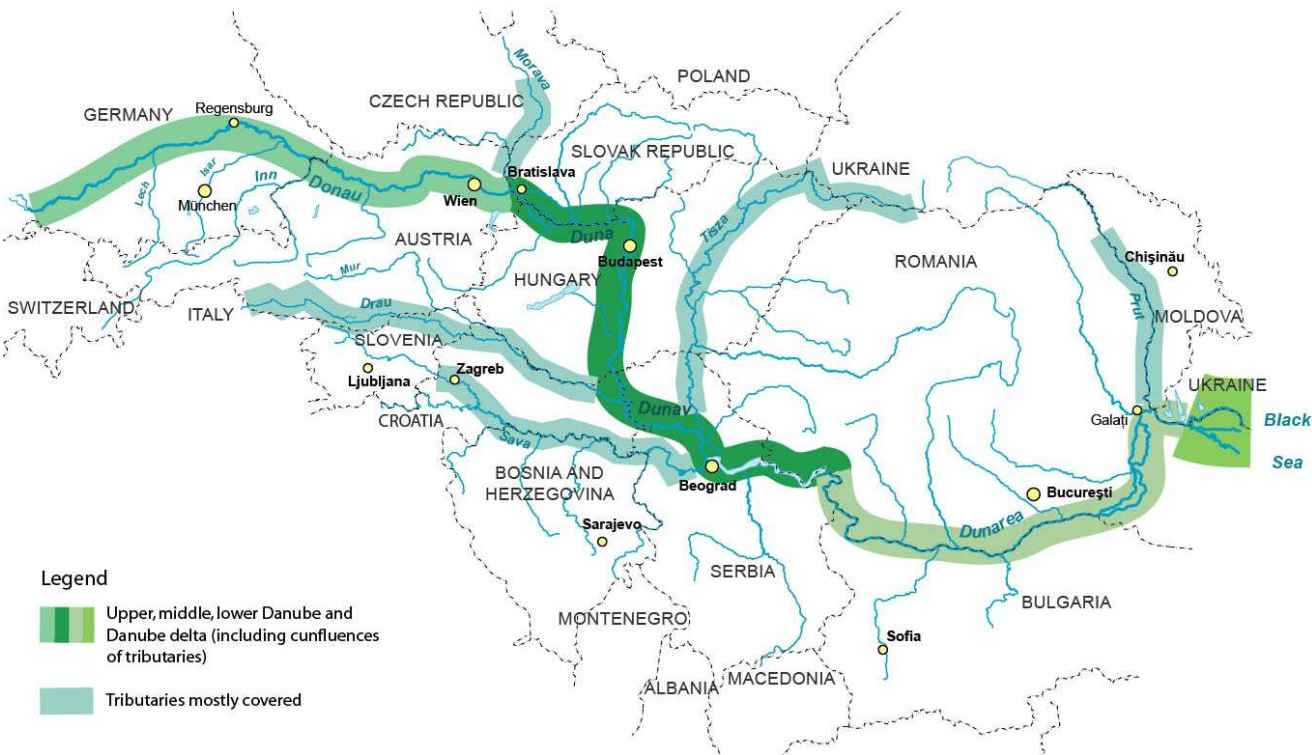 Morava
POLAND
GERMANY
Regensburg
CZECH REPUBLIC
SLOVAK REPUBLIC
UKRAINE
Lech
Isar
Inn
München
Donau
Wien
Bratislava
Tisza
AUSTRIA
Duna
Budapest
Chişinău
ROMANIA
Mur
HUNGARY
Prut
SWITZERLAND
ITALY
Drau
MOLDOVA
SLOVENIA
Zagreb
Ljubljana
UKRAINE
CROATIA
Dunav
Galaţi
Black
Sea
Sava
BOSNIA AND
HERZEGOVINA
Beograd
Bucureşti
Sarajevo
Dunarea
SERBIA
BULGARIA
MONTENEGRO
Sofia
ALBANIA
MACEDONIA
Legend
Upper, middle, lower Danube and
Danube delta (including cunfluences
of tributaries)
Tributaries mostly covered